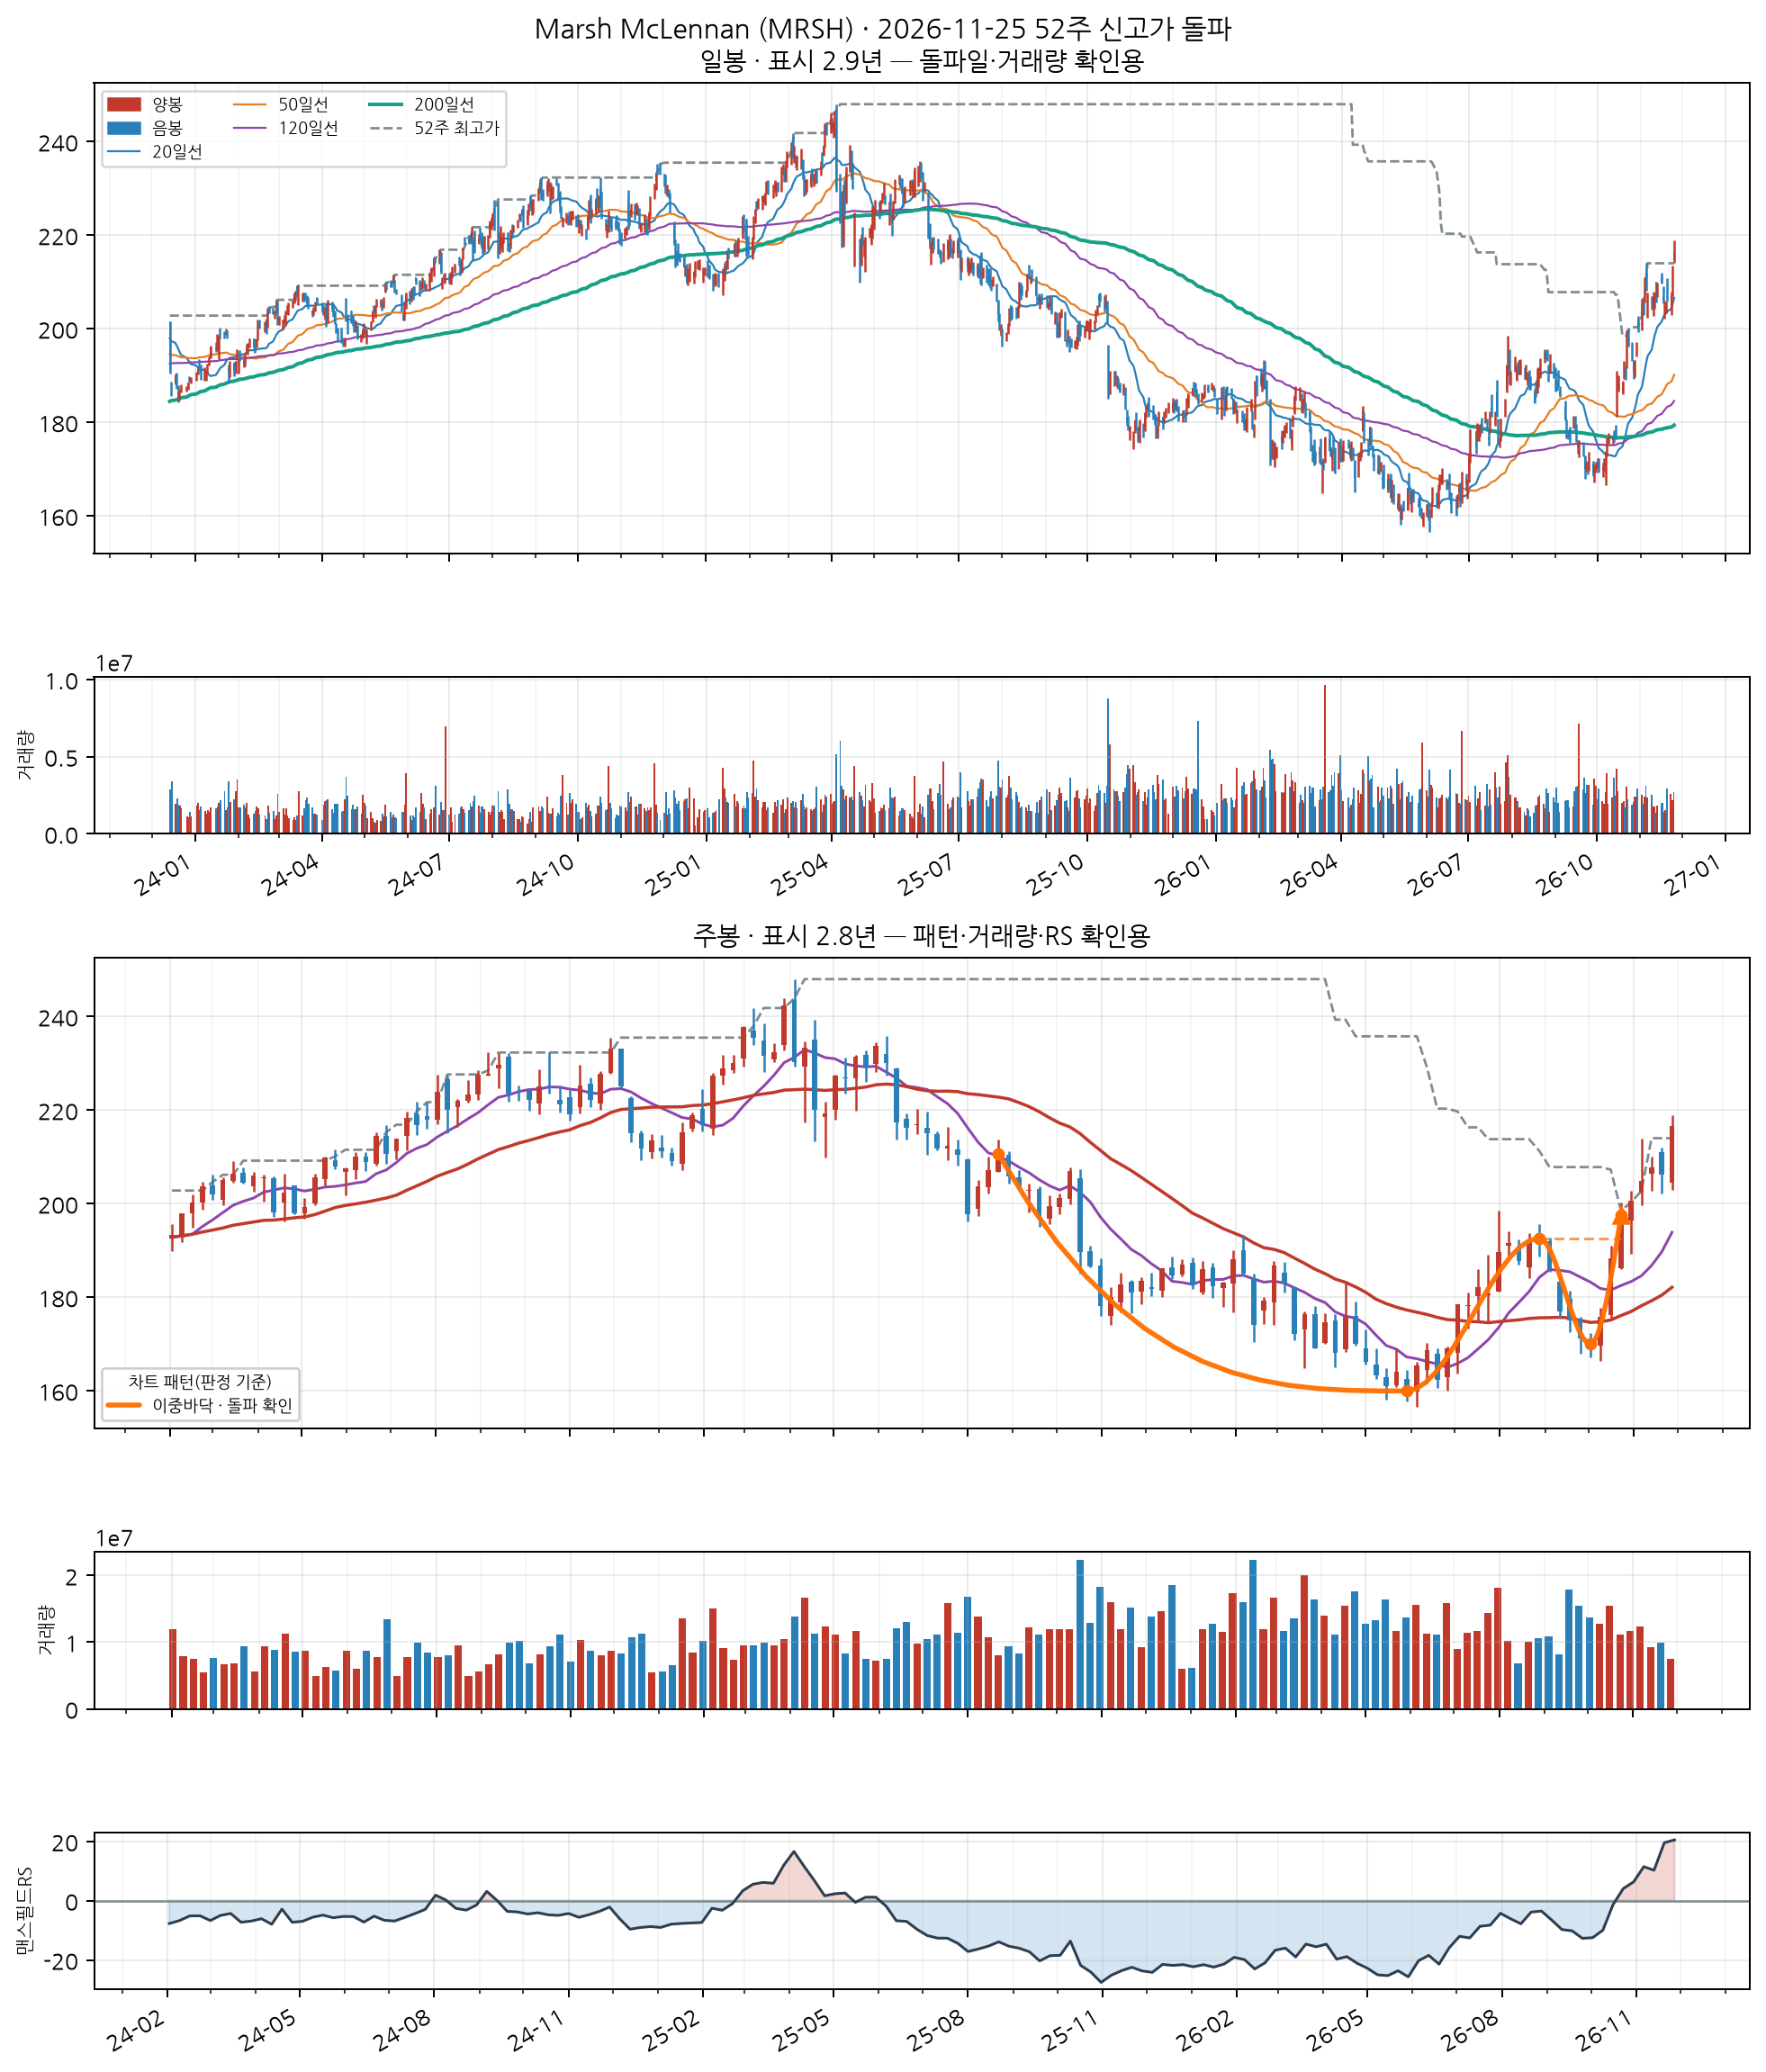 Marsh McLennan (MRSH) · 2026-11-25 52주 신고가 돌파
일봉 · 표시 2.9년 — 돌파일·거래량 확인용
양봉
음봉
20일선
50일선
120일선
200일선
52주 최고가
240
220
200
180
160
1e7
1.0
0.5
0.0
거래량
24-01
24-04
24-07
24-10
25-01
25-04
25-07
25-10
26-01
26-04
26-07
26-10
27-01
주봉 · 표시 2.8년 — 패턴·거래량·RS 확인용
240
220
200
180
160
차트 패턴(판정 기준)
이중바닥 · 돌파 확인
1e7
2
1
0
거래량
20
0
-20
맨스필드RS
24-02
24-05
24-08
24-11
25-02
25-05
25-08
25-11
26-02
26-05
26-08
26-11